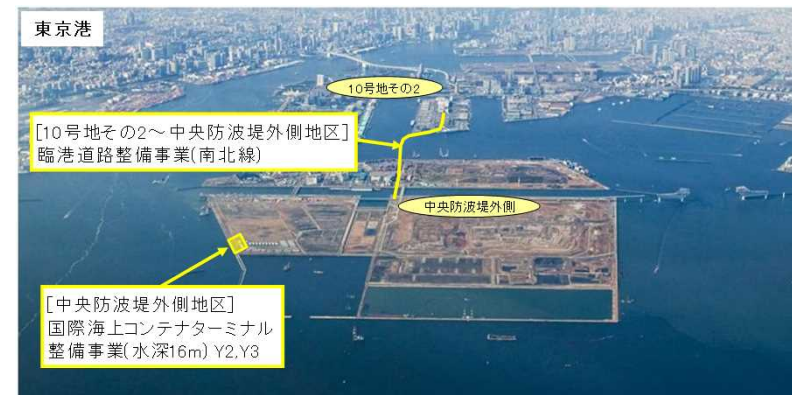 東京港
10号地その2
[10号地その2～中央防波堤外側地区]
臨港道路整備事業(南北線)
中央防波堤外側
[中央防波堤外側地区]
国際海上コンテナターミナル
整備事業(水深16m) Y2,Y3